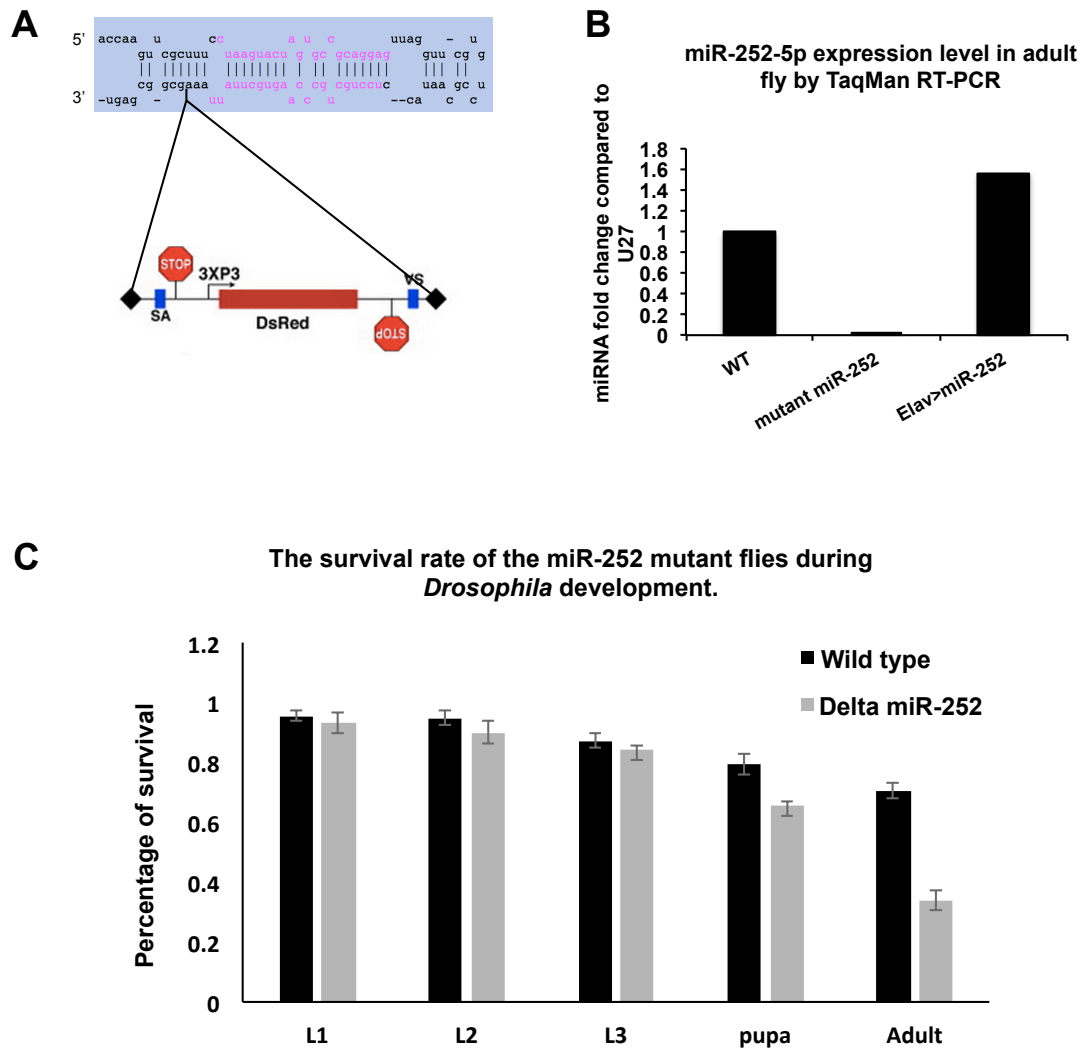 A
5' accaa u cc a u c uuag - u
gu cgcuuu uaaguacu g gc gcaggag guu cg g
cg gcgaaa auucguga cc cg cguccuc uaa gc u
3' -ugag - uu a c u --ca c c
STOP
3XP3
VS
SA
DsRed
STOP
B
miR-252-5p expression level in adult
fly by TaqMan RT-PCR
miRNA fold change compared to
U27
1.8
1.6
1.4
1.2
1
0.8
0.6
0.4
0.2
0
WT
mutant miR-252
Elav>miR-252
C
The survival rate of the miR-252 mutant flies during
Drosophila development.
Percentage of survival
1.2
1
0.8
0.6
0.4
0.2
0
Wild type
Delta miR-252
L1 L2 L3 pupa Adult